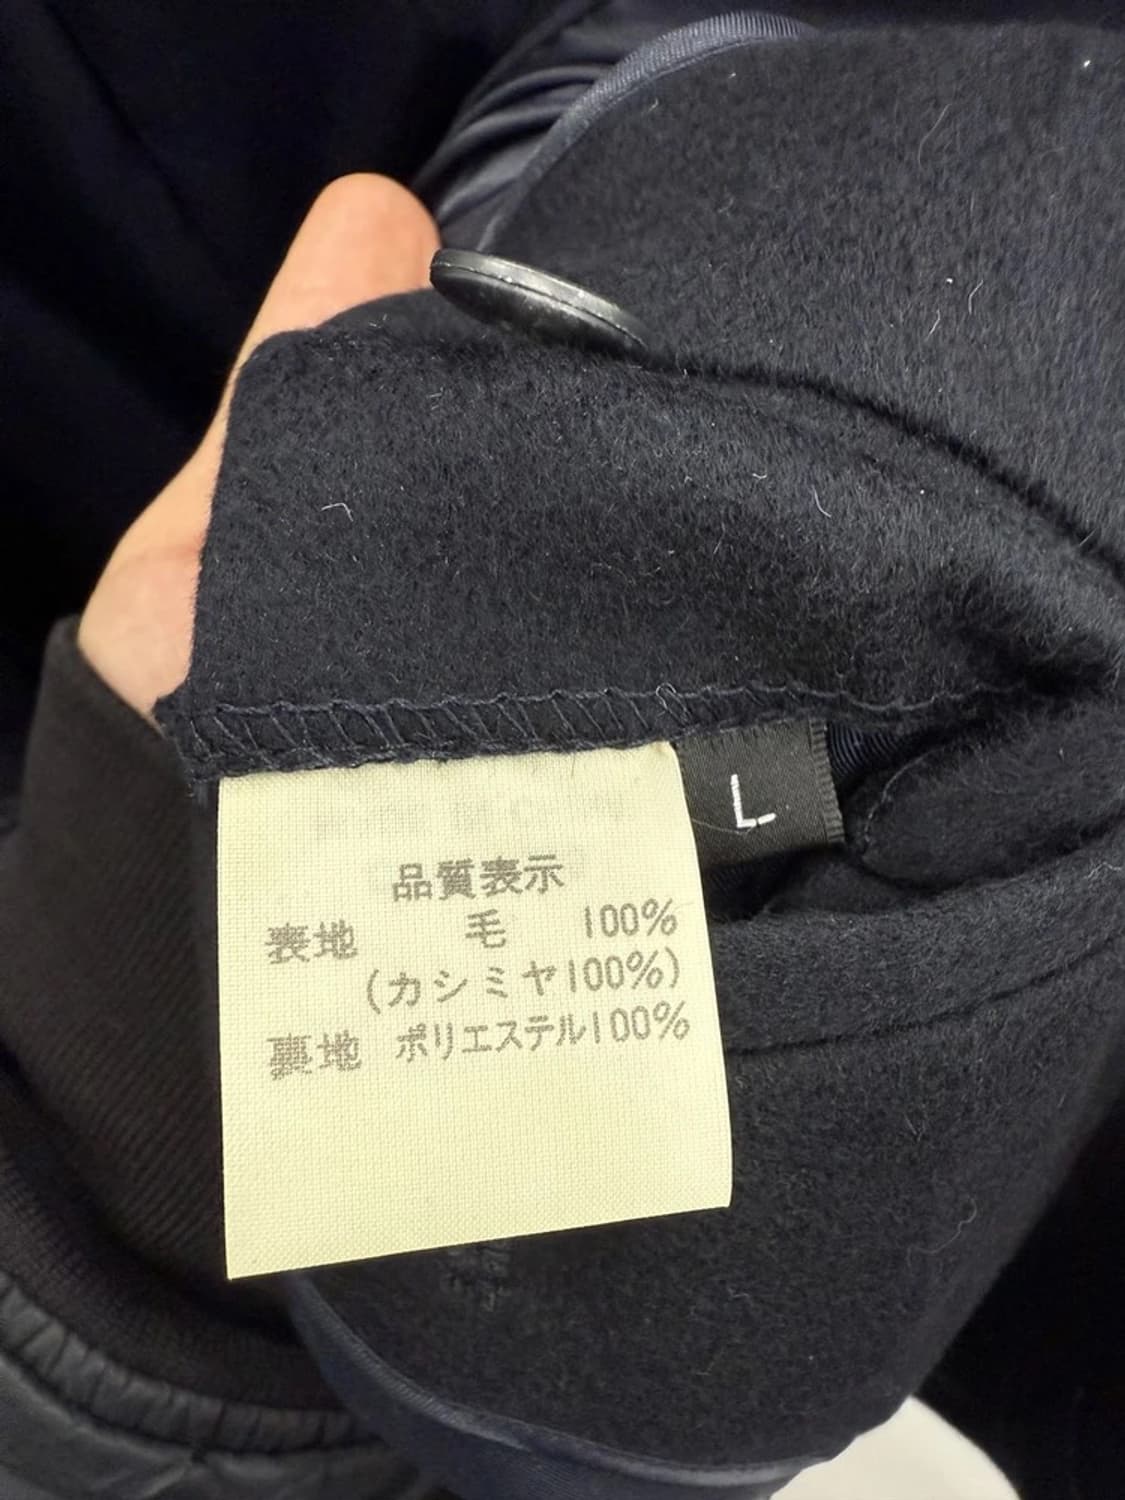 L
品質表示
表地 毛 100%
(カシミヤ100%)
裏地 ポリエステル100%